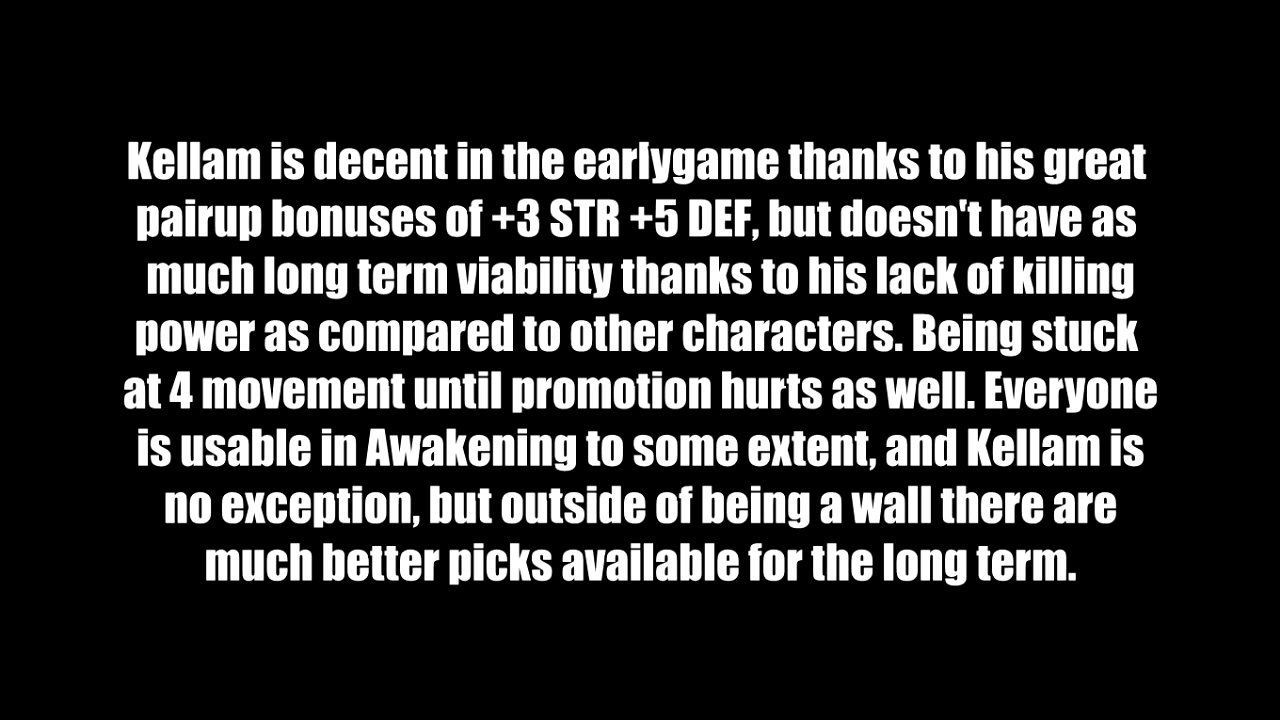 Kellam is decent in the earlygame thanks to his great
pairup bonuses of +3 STR +5 DEF, but doesn't have as
much long term viability thanks to his lack of killing
power as compared to other characters. Being stuck
at 4 movement until promotion hurts as well. Everyone
is usable in Awakening to some extent, and Kellam is
no exception, but outside of being a wall there are
much better picks available for the long term.